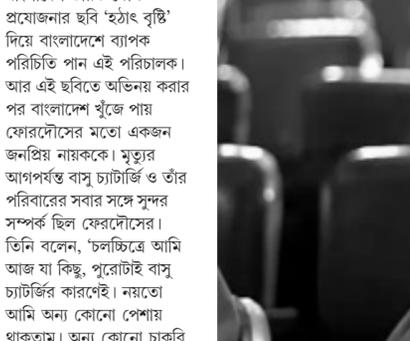 প্রযোজনার ছবি ‘হঠাৎ বৃষ্টি’
দিয়ে বাংলাদেশে ব্যাপক
পরিচিতি পান এই পরিচালক।
আর এই ছবিতে অভিনয় করার
পর বাংলাদেশ খুঁজে পায়
ফোরদৌসের মতো একজন
জনপ্রিয় নায়ককে। মৃত্যুর
আগপর্যন্ত বাসু চ্যাটার্জি ও তাঁর
পরিবারের সবার সঙ্গে সুন্দর
সম্পর্ক ছিল ফেরদৌসের।
তিনি বলেন, ‘চলচ্চিত্রে আমি
আজ যা কিছু, পুরোটাই বাসু
চ্যাটর্জির কারণেই। নয়তো
আমি অন্য কোনো পেশায়
থাকতাম। অন্য কোনো চাকরি